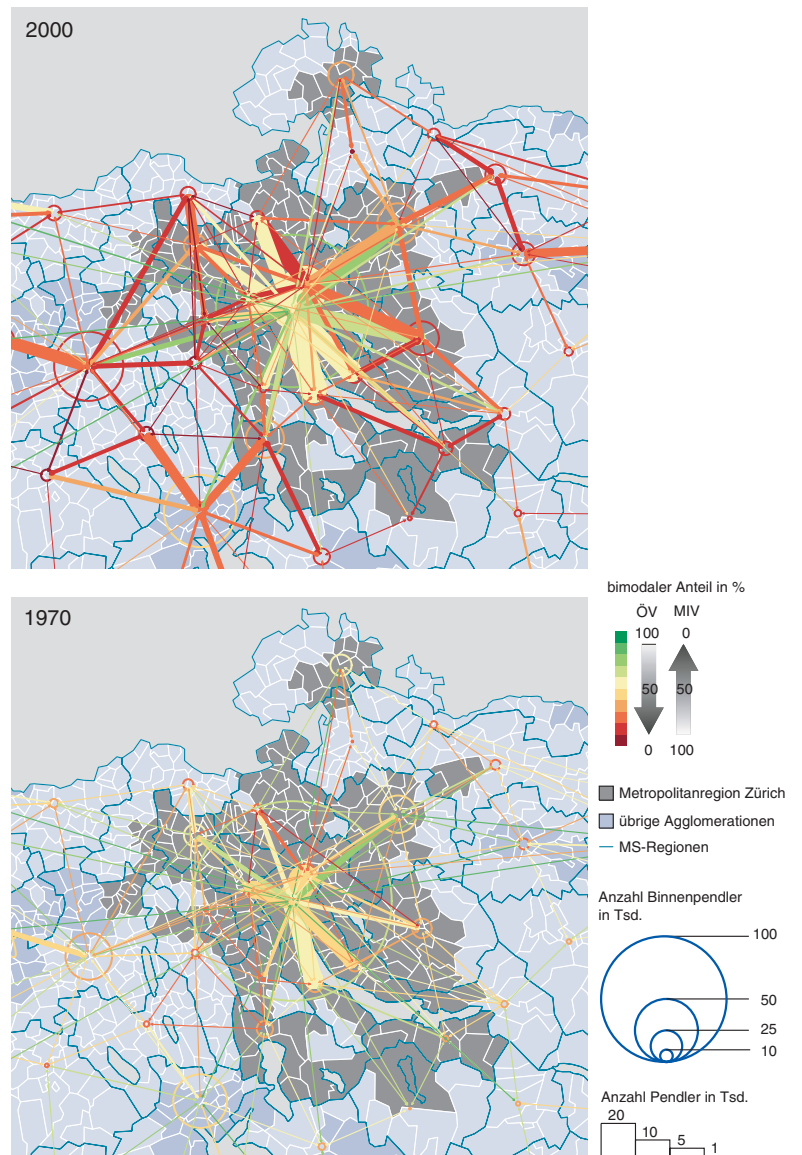 2000
1970
bimodaler Anteil in %
ÖV MIV
100 0
50 50
0 100
Metropolitanregion Zürich
übrige Agglomerationen
MS-Regionen
Anzahl Binnenpendler
in Tsd.
100
50
25
10
Anzahl Pendler in Tsd.
20
10
5
1